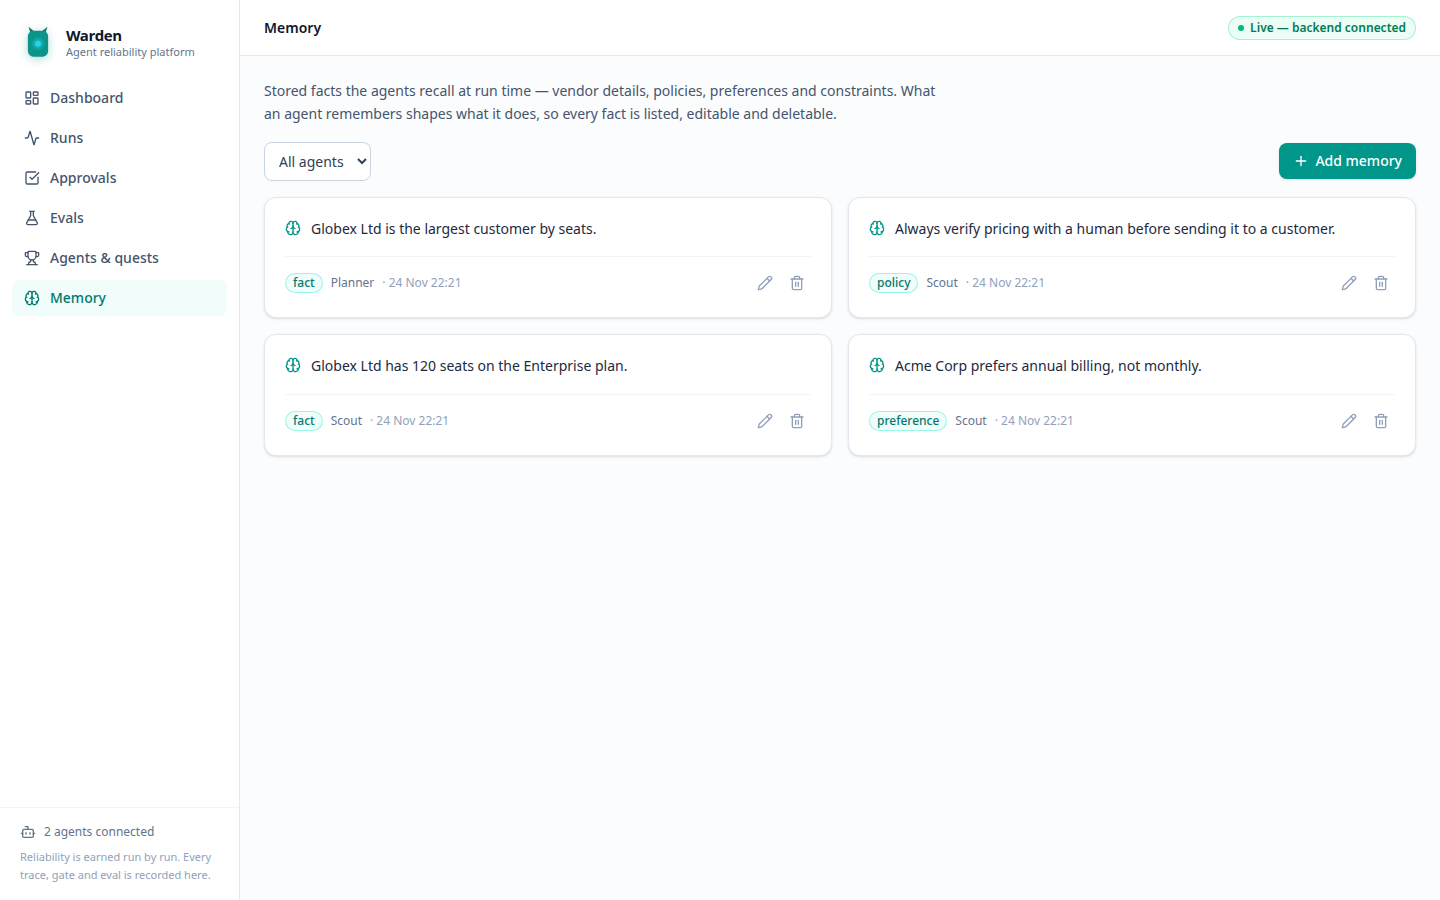 Warden
Agent reliability platform
Dashboard
Runs
Approvals
Evals
Agents & quests
Memory
2 agents connected
Reliability is earned run by run. Every
trace, gate and eval is recorded here.
Memory
Live — backend connected
Stored facts the agents recall at run time — vendor details, policies, preferences and constraints. What
an agent remembers shapes what it does, so every fact is listed, editable and deletable.
All agents
Add memory
Globex Ltd is the largest customer by seats.
fact Planner · 24 Nov 22:21
Always verify pricing with a human before sending it to a customer.
policy Scout · 24 Nov 22:21
Globex Ltd has 120 seats on the Enterprise plan.
fact Scout · 24 Nov 22:21
Acme Corp prefers annual billing, not monthly.
preference Scout · 24 Nov 22:21